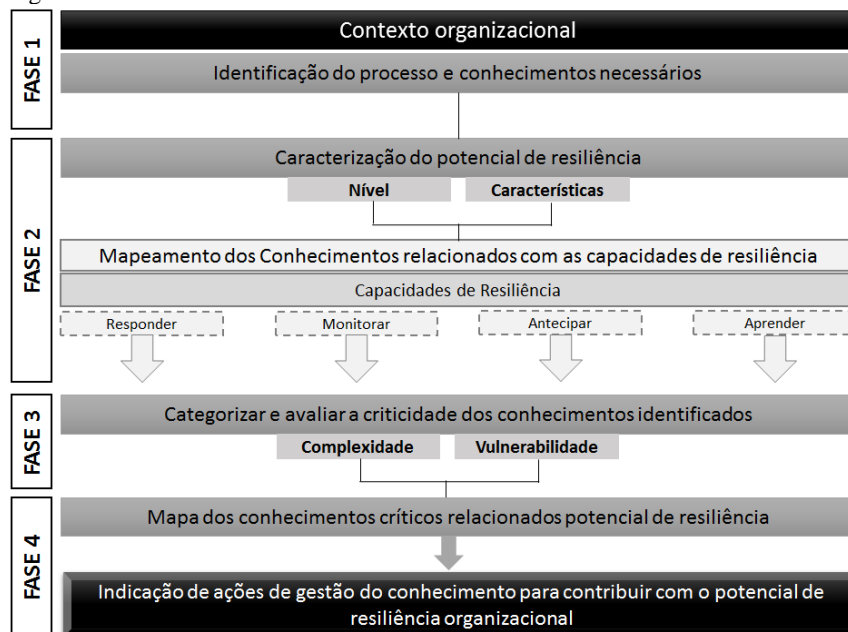 FASE 1
Contexto organizacional
Identificação do processo e conhecimentos necessários
FASE 2
Caracterização do potencial de resiliência
Nível
Características
Mapeamento dos Conhecimentos relacionados com as capacidades de resiliência
Capacidades de Resiliência
Responder
Monitorar
Antecipar
Aprender
FASE 3
Categorizar e avaliar a criticidade dos conhecimentos identificados
Complexidade
Vulnerabilidade
FASE 4
Mapa dos conhecimentos críticos relacionados potencial de resiliência
Indicação de ações de gestão do conhecimento para contribuir com o potencial de
resiliência organizacional